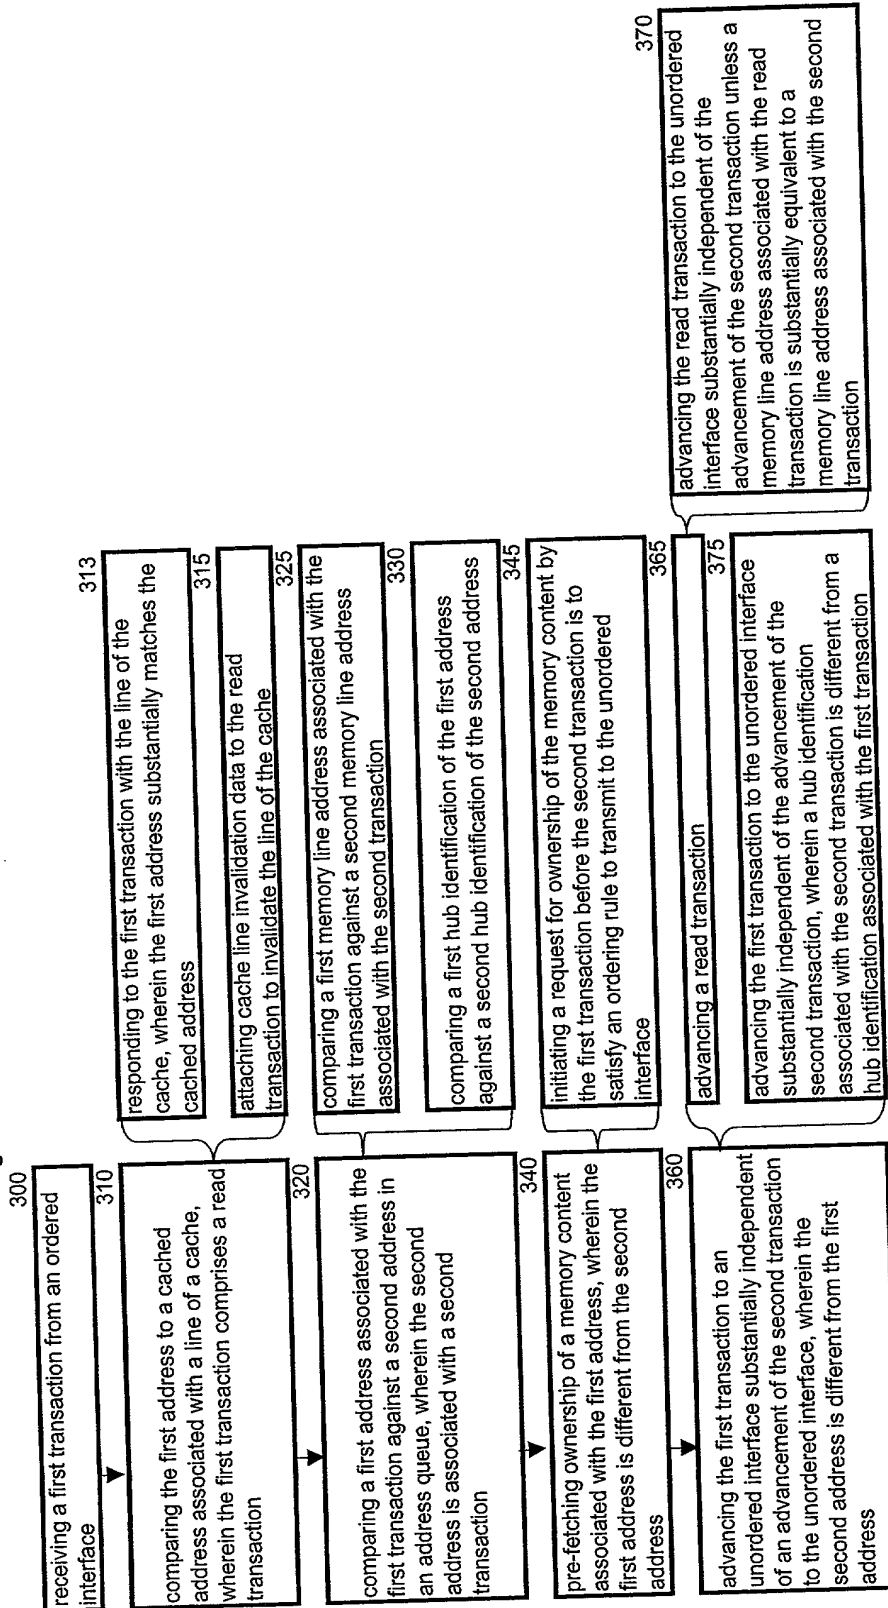 300
receiving a first transaction from an ordered
interface
310
comparing the first address to a cached
address associated with a line of a cache,
wherein the first transaction comprises a read
transaction
313
responding to the first transaction with the line of the
cache, wherein the first address substantially matches the
cached address
315
attaching cache line invalidation data to the read
transaction to invalidate the line of the cache
320
comparing a first address associated with the
first transaction against a second address in
an address queue, wherein the second
address is associated with a second
transaction
325
comparing a first memory line address associated with the
first transaction against a second memory line address
associated with the second transaction
330
comparing a first hub identification of the first address
against a second hub identification of the second address
340
pre-fetching ownership of a memory content
associated with the first address, wherein the
first address is different from the second
address
345
initiating a request for ownership of the memory content by
the first transaction before the second transaction is to
satisfy an ordering rule to transmit to the unordered
interface
360
advancing the first transaction to an
unordered interface substantially independent
of an advancement of the second transaction
to the unordered interface, wherein the
second address is different from the first
address
365
advancing a read transaction
370
advancing the read transaction to the unordered
interface substantially independent of the
advancement of the second transaction unless a
memory line address associated with the read
transaction is substantially equivalent to a
memory line address associated with the second
transaction
375
advancing the first transaction to the unordered interface
substantially independent of the advancement of the
second transaction, wherein a hub identification
associated with the second transaction is different from a
hub identification associated with the first transaction